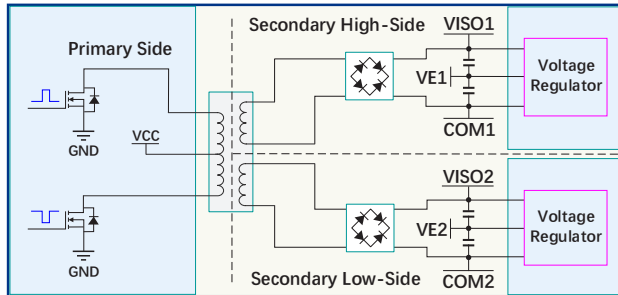 Primary Side
GND
VCC
GND
Secondary High-Side
VISO1
VE1
COM1
Voltage
Regulator
VISO2
VE2
COM2
Secondary Low-Side
Voltage
Regulator